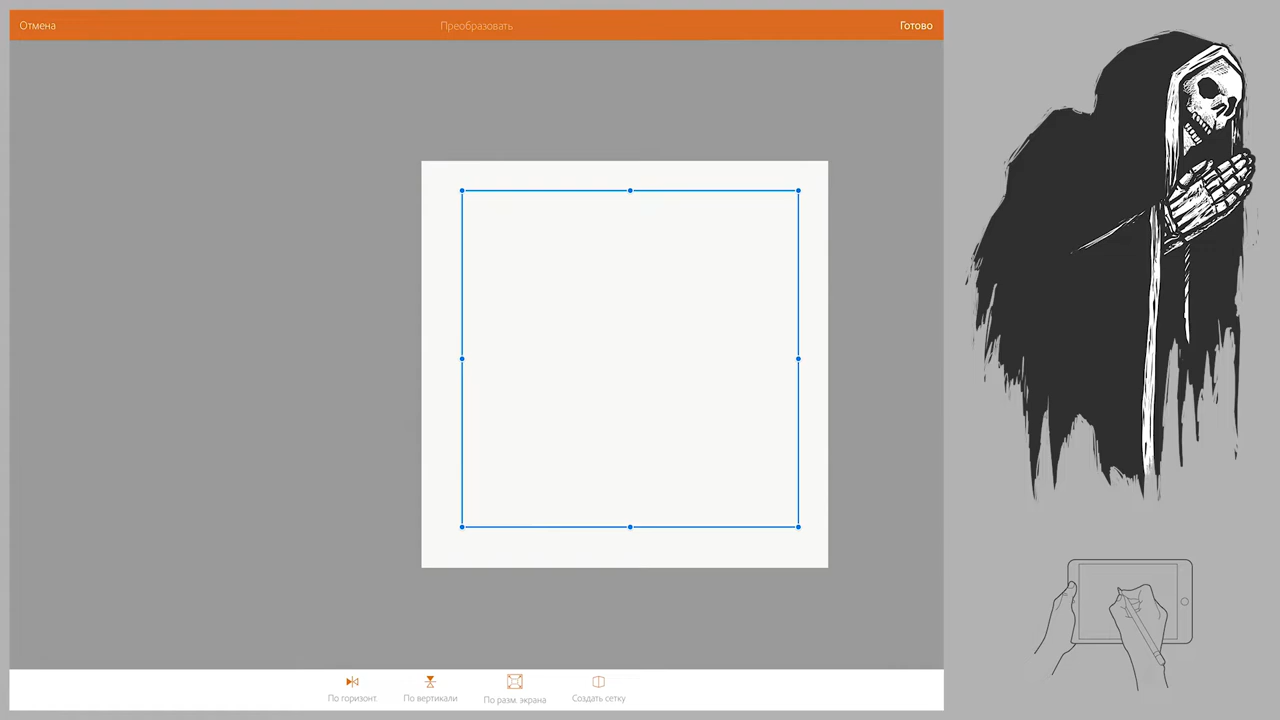 Отмена
Преобразовать
Готово
По горизонт.
По вертикали
По разм. экрана
Создать сетку